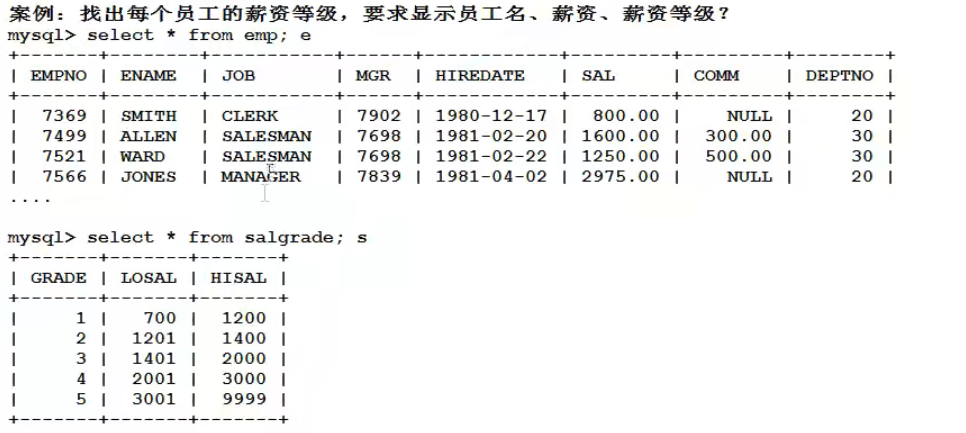 案例：找出每个员工的薪资等级，要求显示员工名、薪资、薪资等级？
mysql> select * from emp; e
+-------+--------+-----------+------+------------+---------+---------+--------+
| EMPNO | ENAME  | JOB       | MGR  | HIREDATE   | SAL     | COMM    | DEPTNO |
+-------+--------+-----------+------+------------+---------+---------+--------+
|  7369 | SMITH  | CLERK     | 7902 | 1980-12-17 |  800.00 |    NULL |     20 |
|  7499 | ALLEN  | SALESMAN  | 7698 | 1981-02-20 | 1600.00 |  300.00 |     30 |
|  7521 | WARD   | SALESMAN  | 7698 | 1981-02-22 | 1250.00 |  500.00 |     30 |
|  7566 | JONES  | MANAGER   | 7839 | 1981-04-02 | 2975.00 |    NULL |     20 |
....
mysql> select * from salgrade; s
+-------+-------+-------+
| GRADE | LOSAL | HISAL |
+-------+-------+-------+
|     1 |   700 |  1200 |
|     2 |  1201 |  1400 |
|     3 |  1401 |  2000 |
|     4 |  2001 |  3000 |
|     5 |  3001 |  9999 |
+-------+-------+-------+